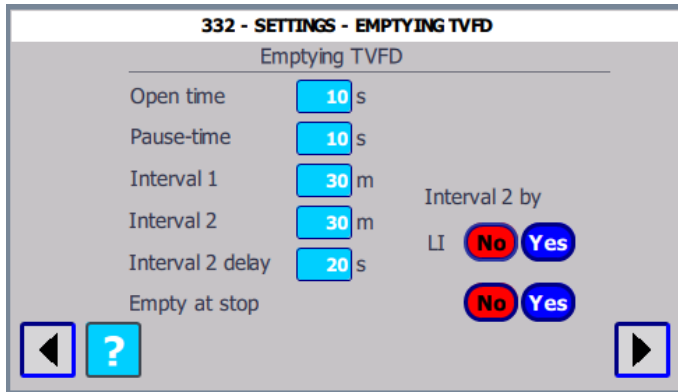 332 - SETTINGS - EMPTYING TVFD
Emptying TVFD
Open time 10 s
Pause-time 10 s
Interval 1 30 m
Interval 2 30 m
Interval 2 delay 20 s
Interval 2 by
LI No Yes
Empty at stop No Yes
?